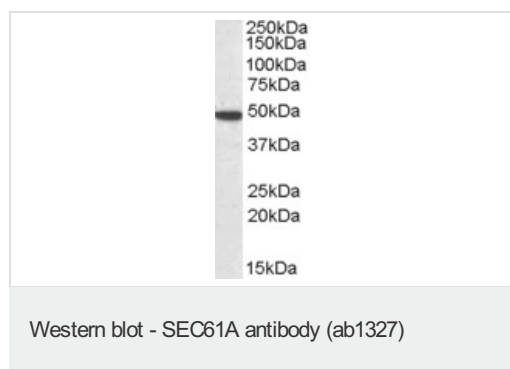 250kDa
150kDa
100kDa
75kDa
50kDa
37kDa
25kDa
20kDa
15kDa
Western blot - SEC61A antibody (ab1327)